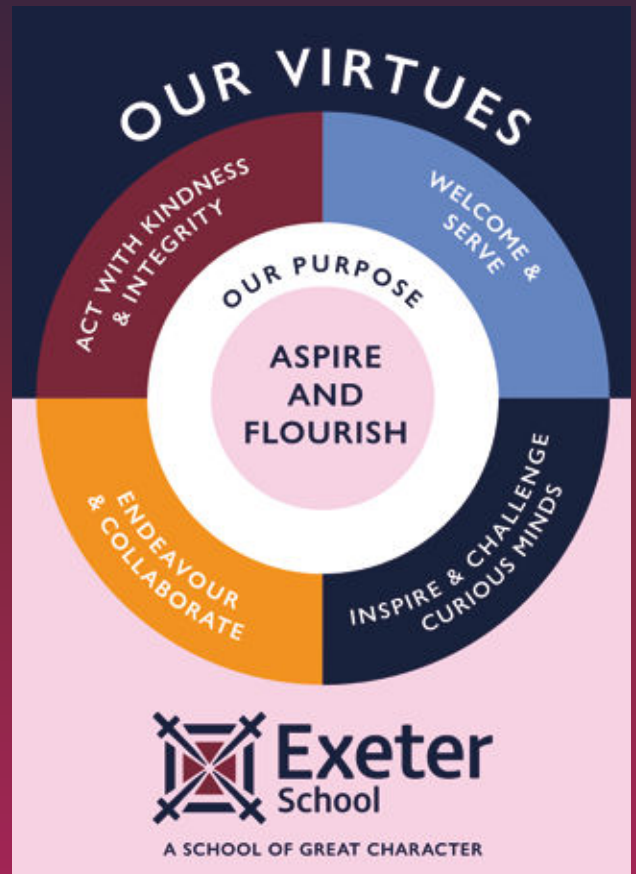 OUR VIRTUES
ACT WITH KINDNESS
& INTEGRITY
WELCOME &
SERVE
OUR PURPOSE
ASPIRE
AND
FLOURISH
ENDEAVOUR
& COLLABORATE
INSPIRE & CHALLENGE
CURIOUS MINDS
Exeter
School
A SCHOOL OF GREAT CHARACTER